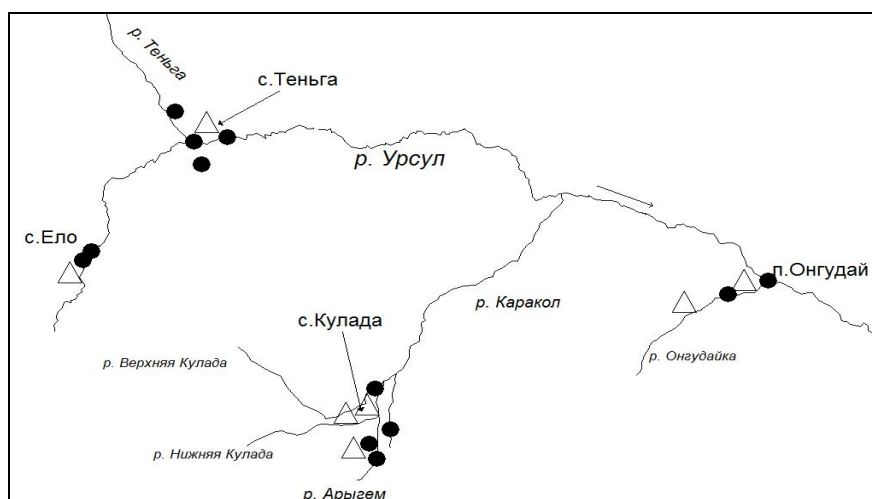 р. Теньга
с.Теньга
р. Урсул
с.Ело
п.Онгудай
р. Каракол
с.Кулада
р. Верхняя Кулада
р. Онгудайка
р. Нижняя Кулада
р. Арыгем